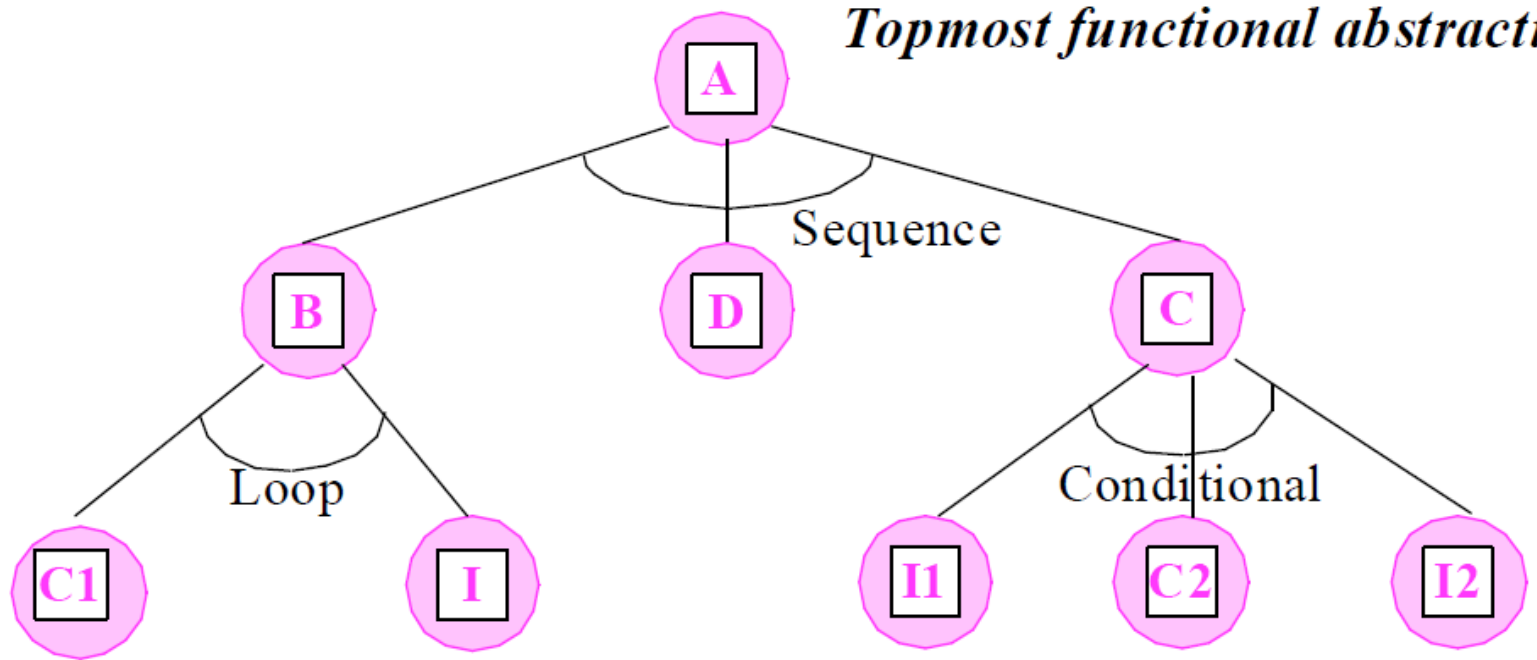 Topmost functional abstracti
A
Sequence
B
D
C
Loop
Conditional
C1
I
I1
C2
I2